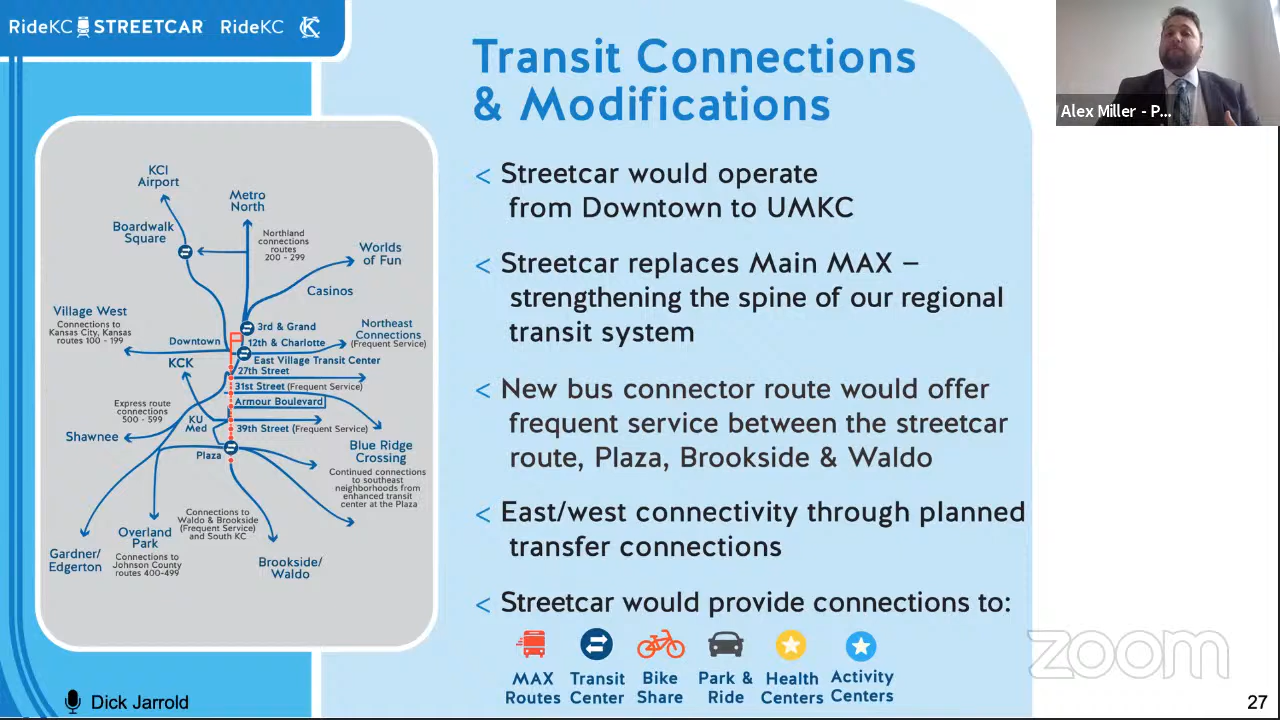 RideKC STREETCAR RideKC KC
Transit Connections
& Modifications
Alex Miller - P...
KCI
Airport
Metro
North
Boardwalk
Square
Northland
connections
routes
200 - 299
Worlds
of Fun
Casinos
Village West
Connections to
Kansas City, Kansas
routes 100 - 199
3rd & Grand
Downtown
12th & Charlotte
Northeast
Connections
(Frequent Service)
East Village Transit Center
KCK
27th Street
31st Street (Frequent Service)
Armour Boulevard
Express route
connections
500 - 599
KU
Med
39th Street (Frequent Service)
Shawnee
Plaza
Blue Ridge
Crossing
Continued connections
to southeast
neighborhoods from
enhanced transit
center at the Plaza
Connections to
Waldo & Brookside
(Frequent Service)
and South KC
Overland
Park
Connections to
Johnson County
routes 400-499
Gardner/
Edgerton
Brookside/
Waldo
< Streetcar would operate
from Downtown to UMKC
< Streetcar replaces Main MAX –
strengthening the spine of our regional
transit system
< New bus connector route would offer
frequent service between the streetcar
route, Plaza, Brookside & Waldo
< East/west connectivity through planned
transfer connections
< Streetcar would provide connections to:
MAX
Routes
Transit
Center
Bike
Share
Park &
Ride
Health
Centers
Activity
Centers
zoom
Dick Jarrold
27